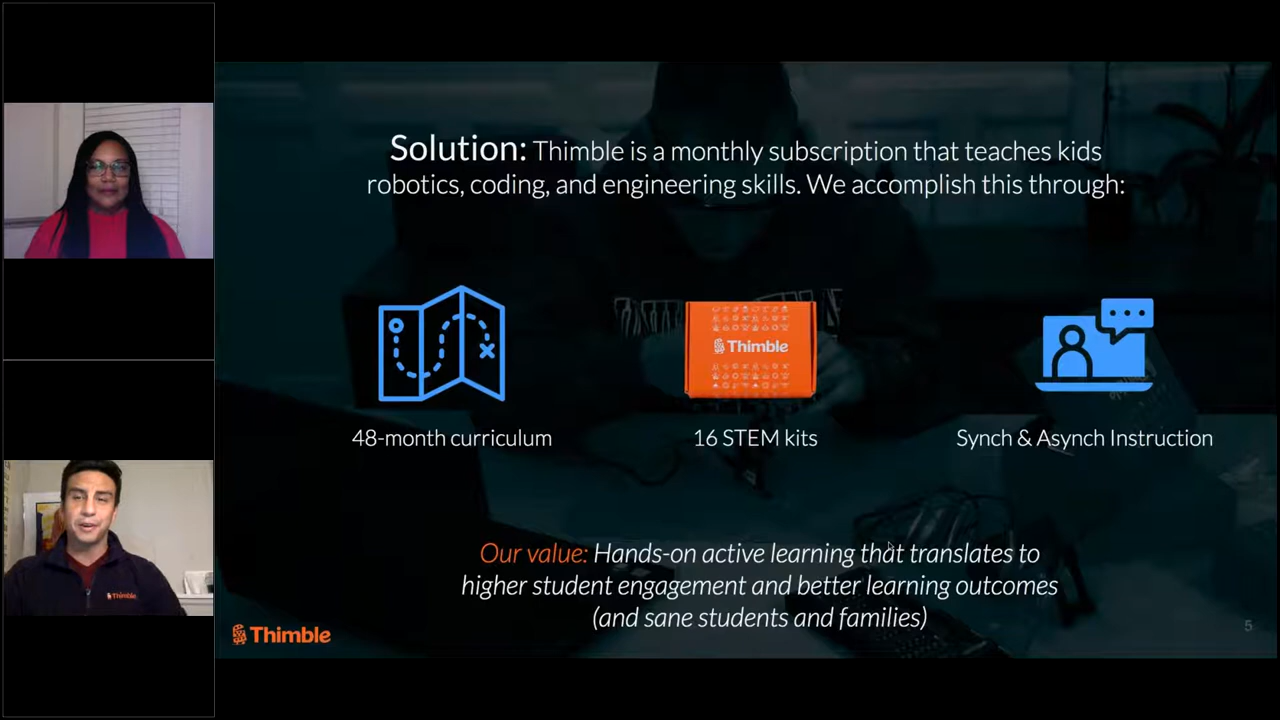 Solution: Thimble is a monthly subscription that teaches kids
robotics, coding, and engineering skills. We accomplish this through:
Thimble
48-month curriculum
16 STEM kits
Synch & Asynch Instruction
Our value: Hands-on active learning that translates to
higher student engagement and better learning outcomes
(and sane students and families)
Thimble
Thimble
5